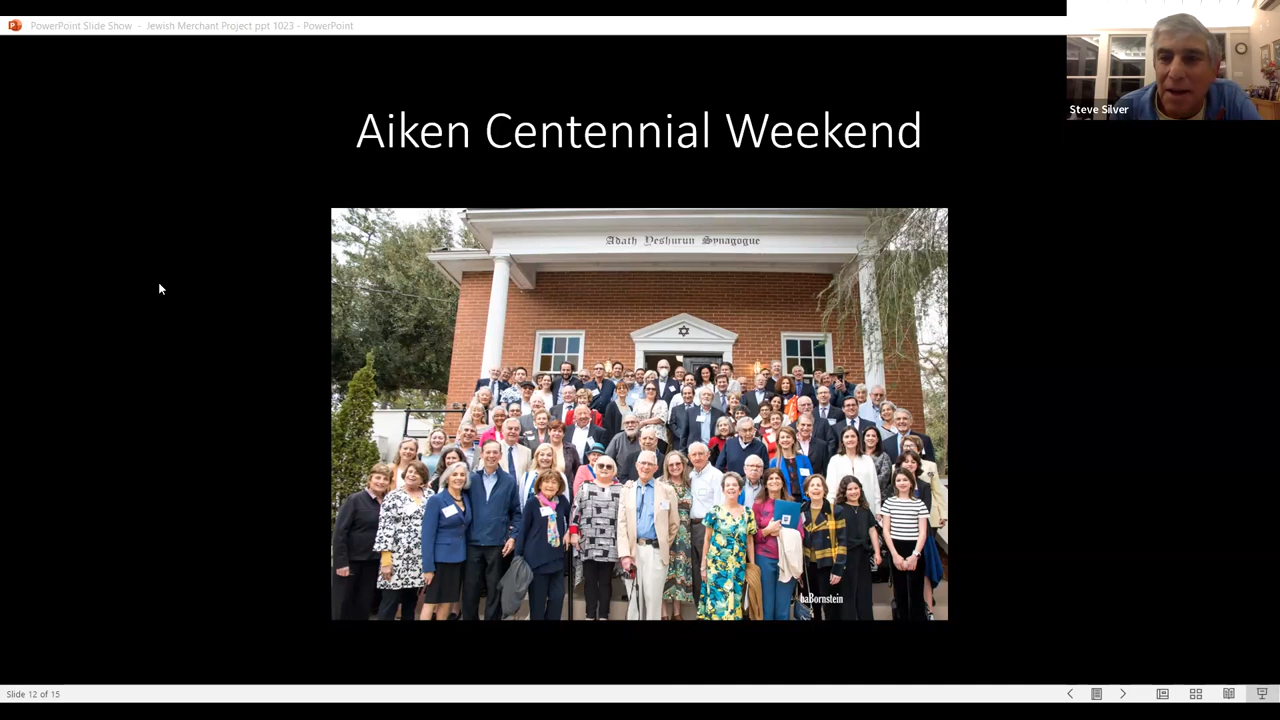 PowerPoint Slide Show - Jewish Merchant Project ppt 1023 - PowerPoint
Steve Silver
Aiken Centennial Weekend
Adath Yeshurun Synagogue
baBornstein
Slide 12 of 15